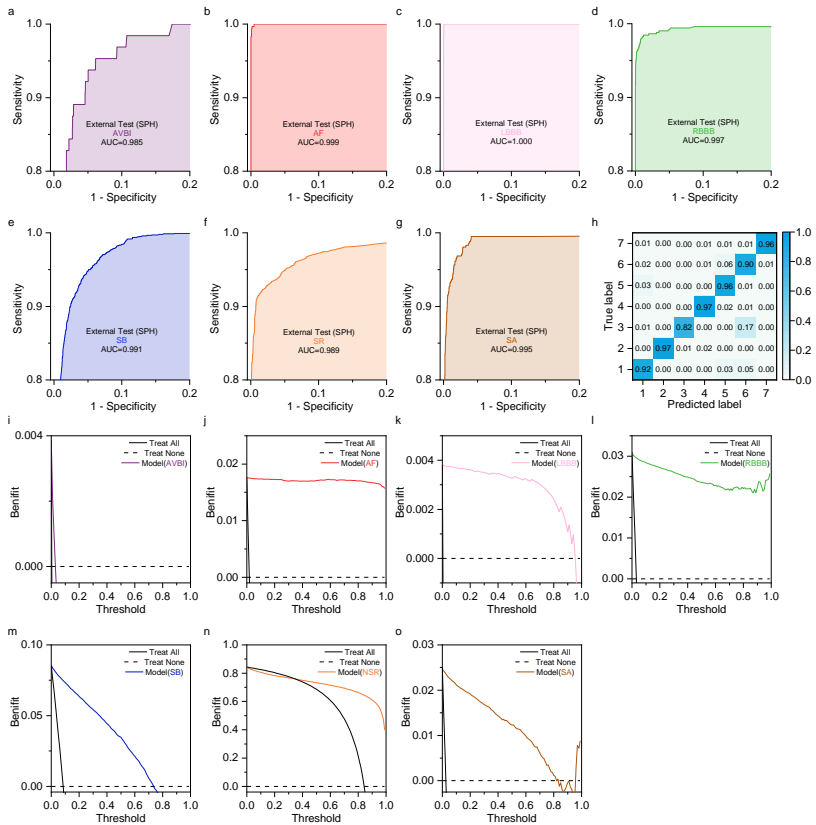 a
1.0
0.9
0.8
Sensitivity
External Test (SPH)
AVBI
AUC=0.985
0.0
0.1
0.2
1 - Specificity
b
1.0
0.9
0.8
Sensitivity
External Test (SPH)
AF
AUC=0.999
0.0
0.1
0.2
1 - Specificity
c
1.0
0.9
0.8
Sensitivity
External Test (SPH)
LBBB
AUC=1.000
0.0
0.1
0.2
1 - Specificity
d
1.0
0.9
0.8
Sensitivity
External Test (SPH)
RBBB
AUC=0.997
0.0
0.1
0.2
1 - Specificity
e
1.0
0.9
0.8
Sensitivity
External Test (SPH)
SB
AUC=0.991
0.0
0.1
0.2
1 - Specificity
f
1.0
0.9
0.8
Sensitivity
External Test (SPH)
SR
AUC=0.989
0.0
0.1
0.2
1 - Specificity
g
1.0
0.9
0.8
Sensitivity
External Test (SPH)
SA
AUC=0.995
0.0
0.1
0.2
1 - Specificity
h
True label
7 0.01 0.00 0.00 0.01 0.01 0.01 0.96
6 0.02 0.00 0.00 0.01 0.06 0.90 0.01
5 0.03 0.00 0.00 0.00 0.96 0.01 0.00
4 0.00 0.00 0.00 0.97 0.02 0.01 0.00
3 0.01 0.00 0.82 0.00 0.00 0.17 0.00
2 0.00 0.97 0.01 0.02 0.00 0.00 0.00
1 0.92 0.00 0.00 0.00 0.03 0.05 0.00
1 2 3 4 5 6 7
Predicted label
1.0
0.8
0.6
0.4
0.2
0.0
i
0.004
0.000
Benifit
Treat All
Treat None
Model(AVBI)
0.0 0.2 0.4 0.6 0.8 1.0
Threshold
j
0.02
0.01
0.00
Benifit
Treat All
Treat None
Model(AF)
0.0 0.2 0.4 0.6 0.8 1.0
Threshold
k
0.004
0.002
0.000
Benifit
Treat All
Treat None
Model(LBBB)
0.0 0.2 0.4 0.6 0.8 1.0
Threshold
l
0.03
0.02
0.01
0.00
Benifit
Treat All
Treat None
Model(RBBB)
0.0 0.2 0.4 0.6 0.8 1.0
Threshold
m
0.10
0.05
0.00
Benifit
Treat All
Treat None
Model(SB)
0.0 0.2 0.4 0.6 0.8 1.0
Threshold
n
1.0
0.8
0.6
0.4
0.2
0.0
Benifit
Treat All
Treat None
Model(NSR)
0.0 0.2 0.4 0.6 0.8 1.0
Threshold
o
0.03
0.02
0.01
0.00
Benifit
Treat All
Treat None
Model(SA)
0.0 0.2 0.4 0.6 0.8 1.0
Threshold